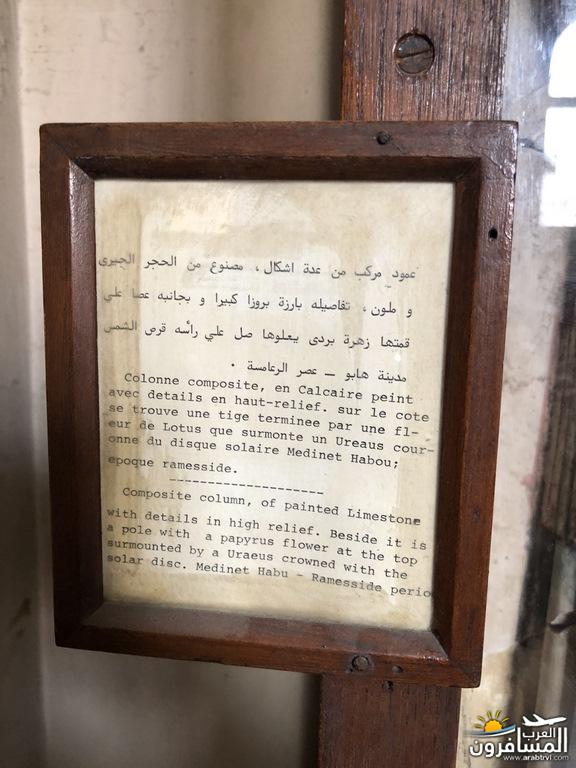 عمود مركب من عدة اشكال، مصنوع من الحجر الجيرى
و ملون، تفاصيله بارزة بروزا كبيرا و بجانبه عصا علي
قمتها زهرة بردى يعلوها صل علي رأسه قرص الشمس
مدينة هابو — عصر الرعامسة .
Colonne composite, en Calcaire peint
avec details en haut-relief. sur le cote
se trouve une tige terminee par une fl-
eur de Lotus que surmonte un Ureaus cour-
onne du disque solaire Medinet Habou;
epoque ramesside.
--------------------
Composite column, of painted Limestone
with details in high relief. Beside it is
a pole with a papyrus flower at the top
surmounted by a Uraeus crowned with the
solar disc. Medinet Habu - Ramesside perio
العرب
المسافرون
www.arabtrvl.com